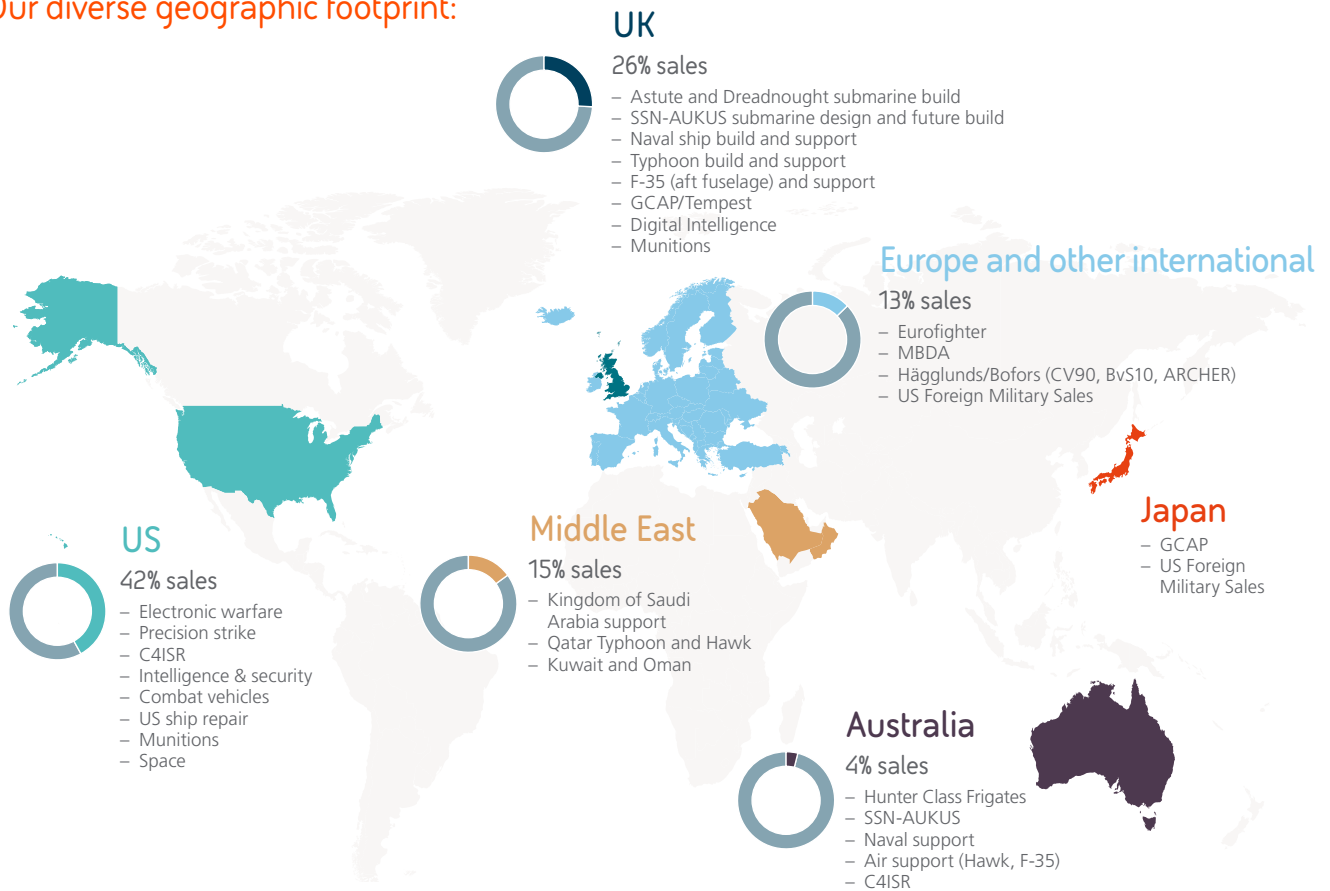 Our diverse geographic footprint:
UK
26% sales
– Astute and Dreadnought submarine build
– SSN-AUKUS submarine design and future build
– Naval ship build and support
– Typhoon build and support
– F-35 (aft fuselage) and support
– GCAP/Tempest
– Digital Intelligence
– Munitions
Europe and other international
13% sales
– Eurofighter
– MBDA
– Hägglunds/Bofors (CV90, BvS10, ARCHER)
– US Foreign Military Sales
Japan
– GCAP
– US Foreign
Military Sales
US
42% sales
– Electronic warfare
– Precision strike
– C4ISR
– Intelligence & security
– Combat vehicles
– US ship repair
– Munitions
– Space
Middle East
15% sales
– Kingdom of Saudi
Arabia support
– Qatar Typhoon and Hawk
– Kuwait and Oman
Australia
4% sales
– Hunter Class Frigates
– SSN-AUKUS
– Naval support
– Air support (Hawk, F-35)
– C4ISR